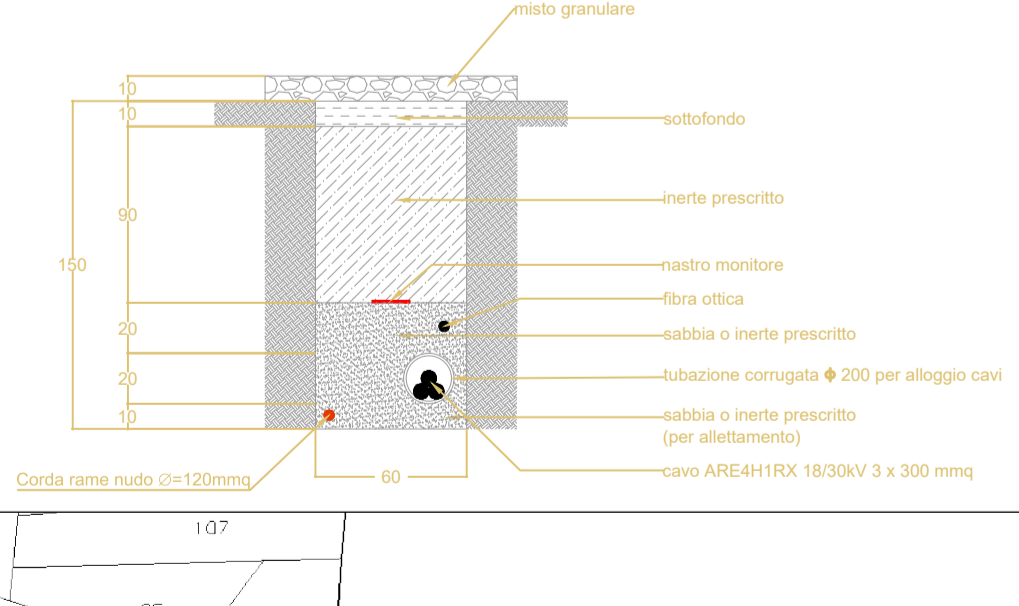 misto granulare
10
10
sottofondo
90
inerte prescritto
150
nastro monitore
fibra ottica
20
sabbia o inerte prescritto
20
tubazione corrugata ϕ 200 per alloggio cavi
10
sabbia o inerte prescritto
(per allettamento)
60
cavo ARE4H1RX 18/30kV 3 x 300 mmq
Corda rame nudo ∅=120mmq
107